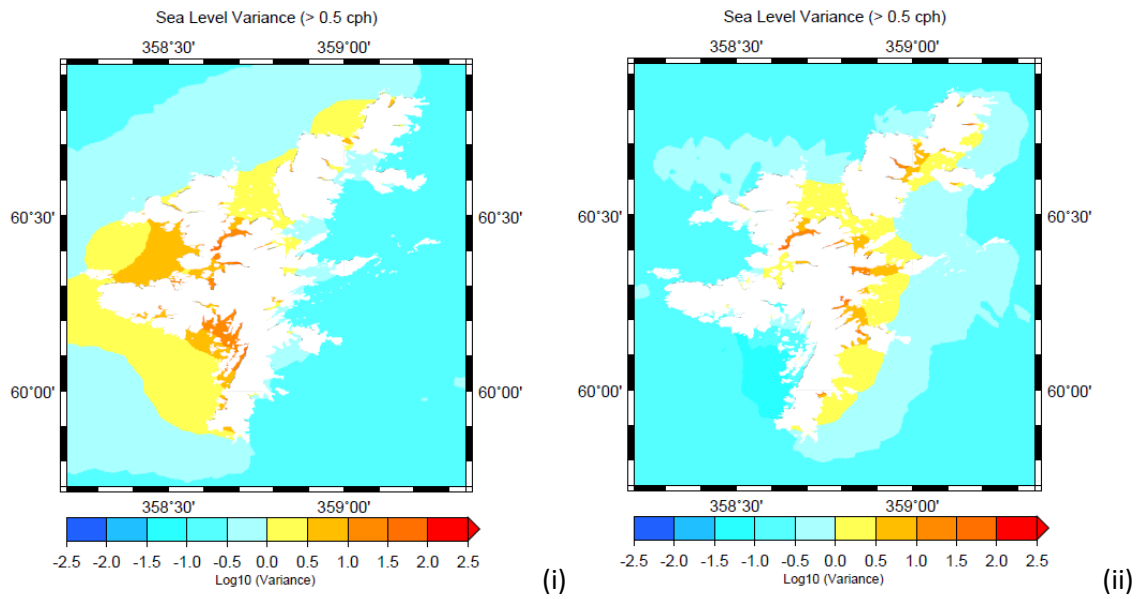 Sea Level Variance (> 0.5 cph)
358°30' 359°00'
60°30' 60°30'
60°00' 60°00'
358°30' 359°00'
-2.5 -2.0 -1.5 -1.0 -0.5 0.0 0.5 1.0 1.5 2.0 2.5
Log10 (Variance)
(i)
Sea Level Variance (> 0.5 cph)
358°30' 359°00'
60°30' 60°30'
60°00' 60°00'
358°30' 359°00'
-2.5 -2.0 -1.5 -1.0 -0.5 0.0 0.5 1.0 1.5 2.0 2.5
Log10 (Variance)
(ii)